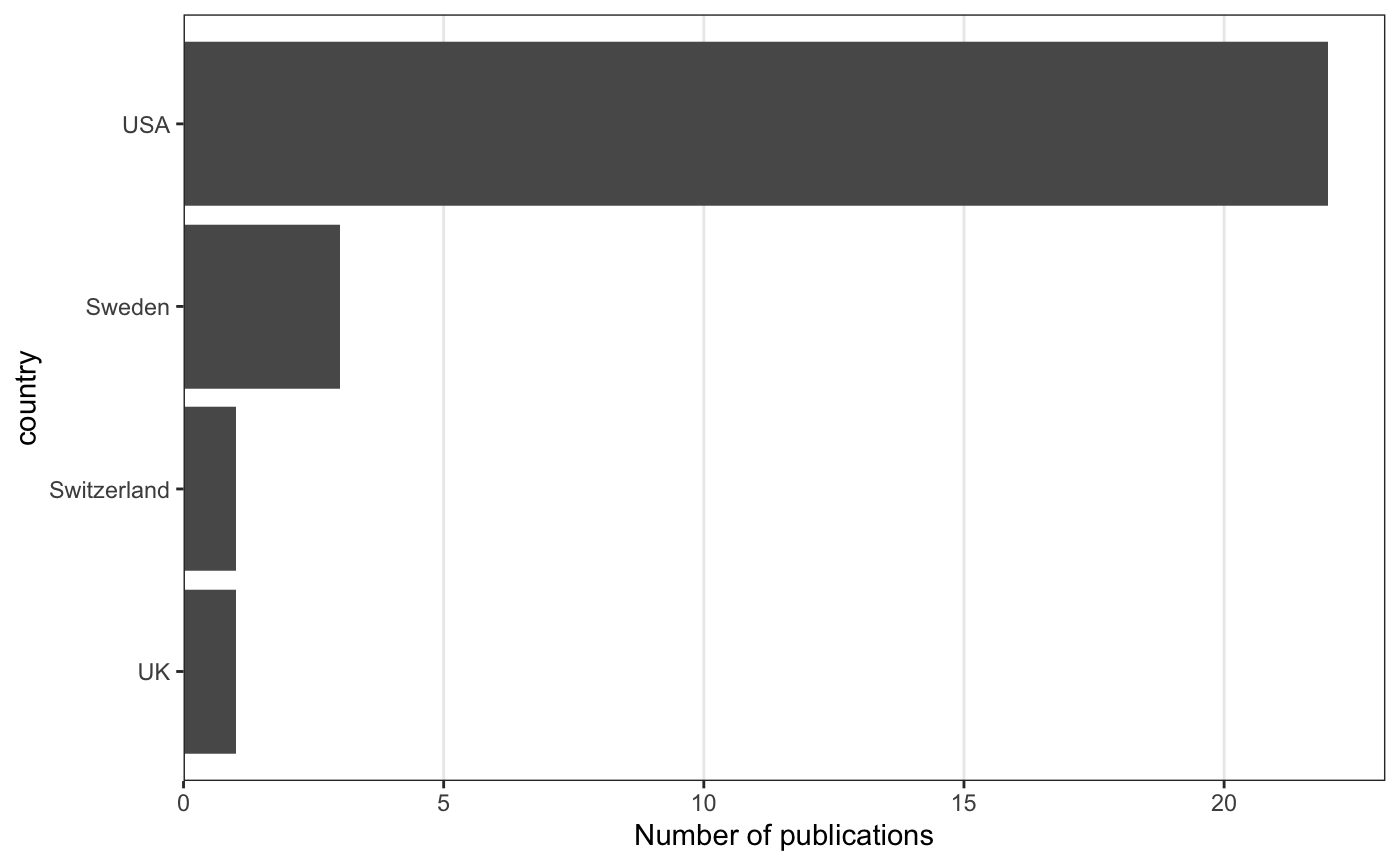 USA
Sweden
country
Switzerland
UK
0 5 10 15 20
Number of publications